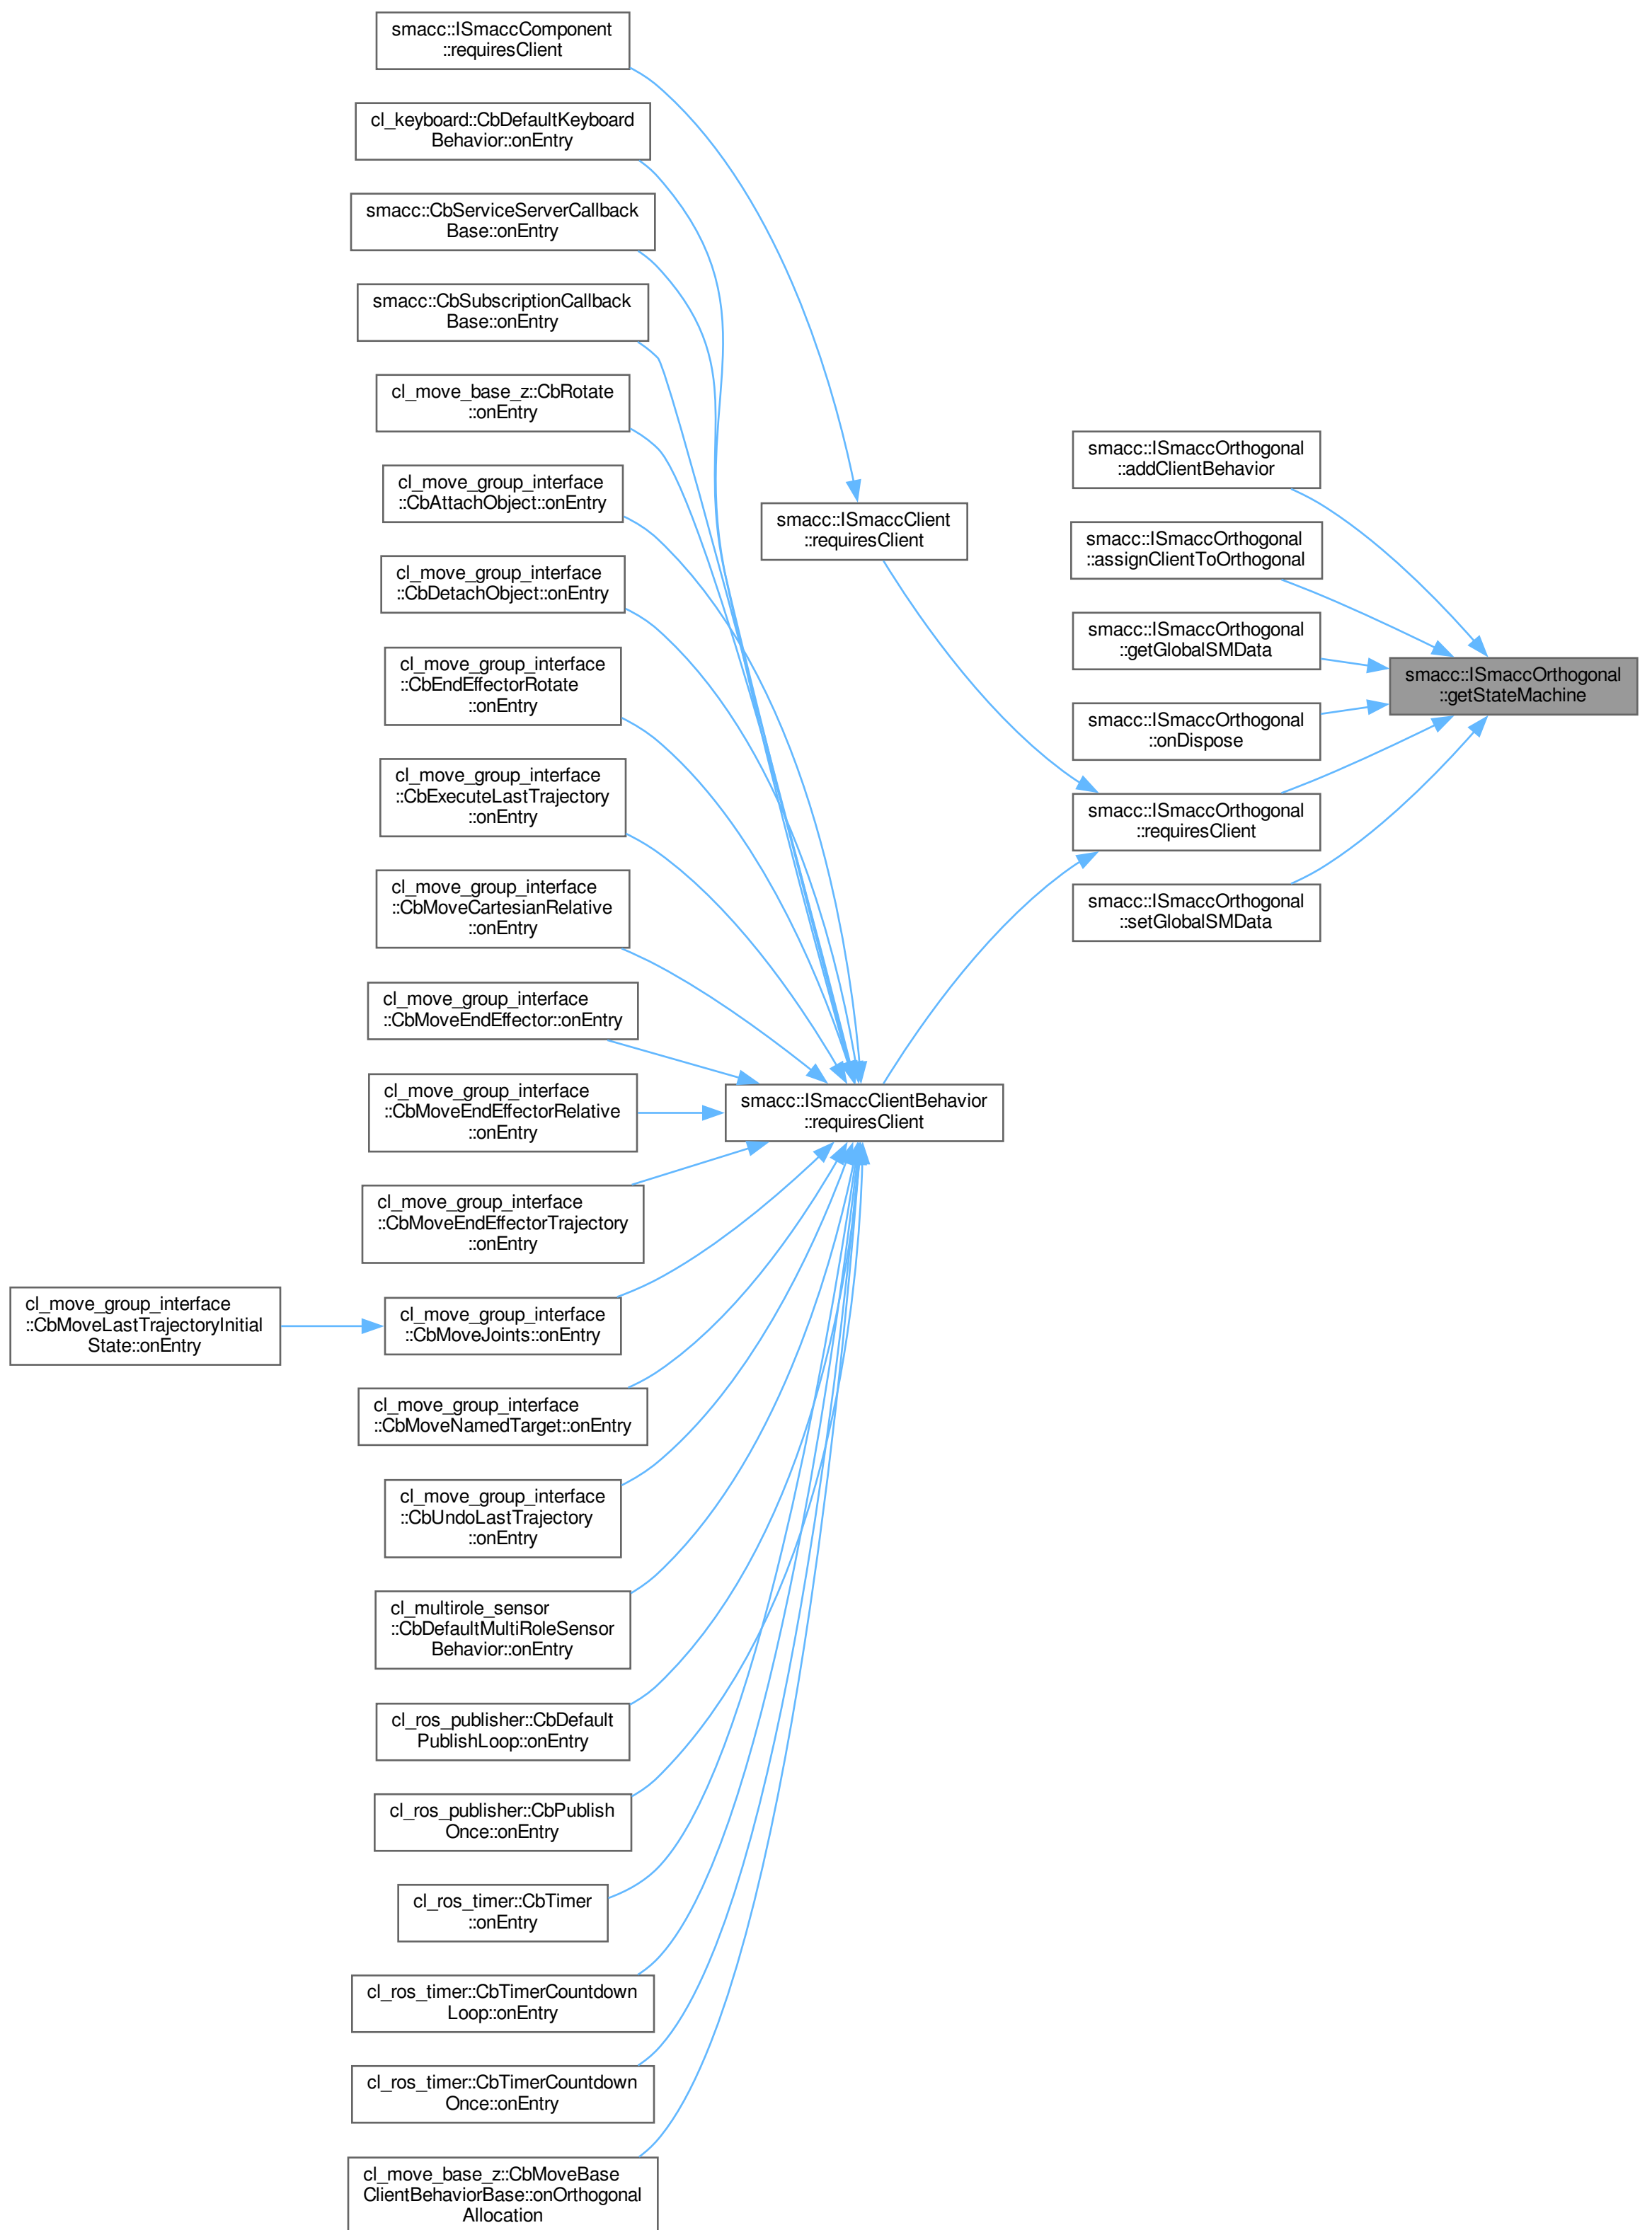 smacc::ISmaccComponent
::requiresClient
cl_keyboard::CbDefaultKeyboard
Behavior::onEntry
smacc::CbServiceServerCallback
Base::onEntry
smacc::CbSubscriptionCallback
Base::onEntry
cl_move_base_z::CbRotate
::onEntry
cl_move_group_interface
::CbAttachObject::onEntry
cl_move_group_interface
::CbDetachObject::onEntry
cl_move_group_interface
::CbEndEffectorRotate
::onEntry
cl_move_group_interface
::CbExecuteLastTrajectory
::onEntry
cl_move_group_interface
::CbMoveCartesianRelative
::onEntry
cl_move_group_interface
::CbMoveEndEffector::onEntry
cl_move_group_interface
::CbMoveEndEffectorRelative
::onEntry
cl_move_group_interface
::CbMoveEndEffectorTrajectory
::onEntry
cl_move_group_interface
::CbMoveLastTrajectoryInitial
State::onEntry
cl_move_group_interface
::CbMoveJoints::onEntry
cl_move_group_interface
::CbMoveNamedTarget::onEntry
cl_move_group_interface
::CbUndoLastTrajectory
::onEntry
cl_multirole_sensor
::CbDefaultMultiRoleSensor
Behavior::onEntry
cl_ros_publisher::CbDefault
PublishLoop::onEntry
cl_ros_publisher::CbPublish
Once::onEntry
cl_ros_timer::CbTimer
::onEntry
cl_ros_timer::CbTimerCountdown
Loop::onEntry
cl_ros_timer::CbTimerCountdown
Once::onEntry
cl_move_base_z::CbMoveBase
ClientBehaviorBase::onOrthogonal
Allocation
smacc::ISmaccClient
::requiresClient
smacc::ISmaccClientBehavior
::requiresClient
smacc::ISmaccOrthogonal
::addClientBehavior
smacc::ISmaccOrthogonal
::assignClientToOrthogonal
smacc::ISmaccOrthogonal
::getGlobalSMData
smacc::ISmaccOrthogonal
::onDispose
smacc::ISmaccOrthogonal
::requiresClient
smacc::ISmaccOrthogonal
::setGlobalSMData
smacc::ISmaccOrthogonal
::getStateMachine